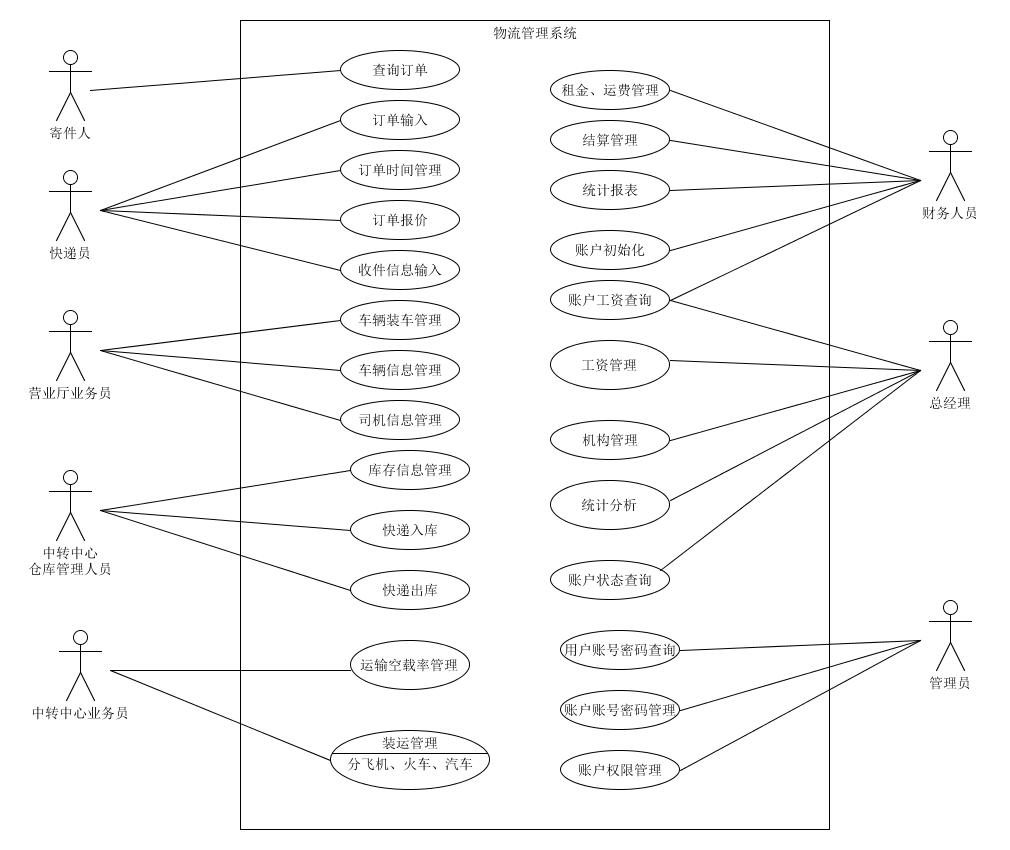 物流管理系统
寄件人
快递员
营业厅业务员
中转中心
仓库管理人员
中转中心业务员
查询订单
订单输入
订单时间管理
订单报价
收件信息输入
车辆装车管理
车辆信息管理
司机信息管理
库存信息管理
快递入库
快递出库
运输空载率管理
装运管理
分飞机、火车、汽车
租金、运费管理
结算管理
统计报表
账户初始化
账户工资查询
工资管理
机构管理
统计分析
账户状态查询
用户账号密码查询
账户账号密码管理
账户权限管理
财务人员
总经理
管理员